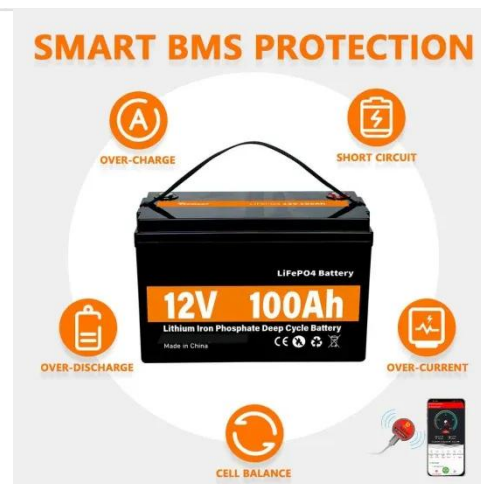 SMART BMS PROTECTION
OVER-CHARGE
SHORT CIRCUIT
LiFePO4 Battery
12V 100Ah
Lithium Iron Phosphate Deep Cycle Battery
Made in China
CE
OVER-DISCHARGE
OVER-CURRENT
CELL BALANCE